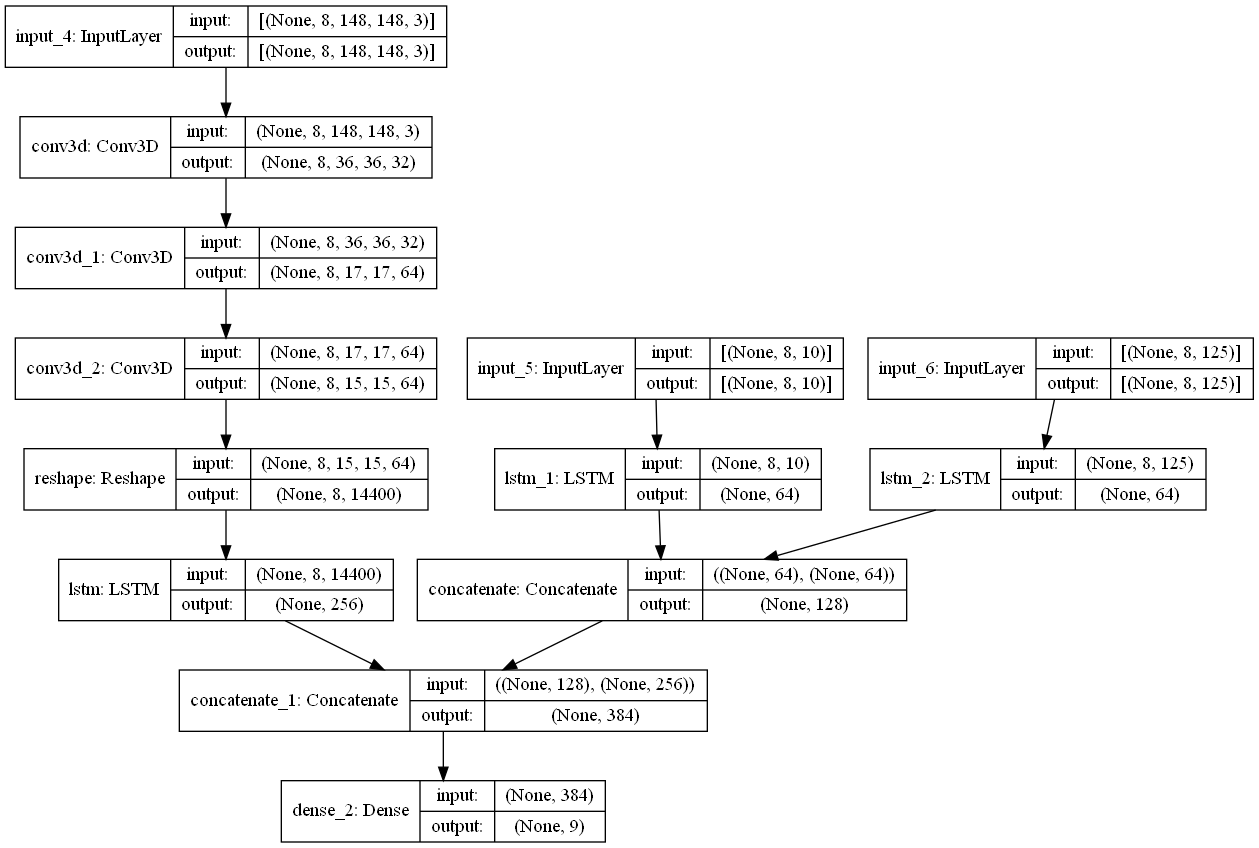 input_4: InputLayer
input: [(None, 8, 148, 148, 3)]
output: [(None, 8, 148, 148, 3)]
conv3d: Conv3D
input: (None, 8, 148, 148, 3)
output: (None, 8, 36, 36, 32)
conv3d_1: Conv3D
input: (None, 8, 36, 36, 32)
output: (None, 8, 17, 17, 64)
conv3d_2: Conv3D
input: (None, 8, 17, 17, 64)
output: (None, 8, 15, 15, 64)
input_5: InputLayer
input: [(None, 8, 10)]
output: [(None, 8, 10)]
input_6: InputLayer
input: [(None, 8, 125)]
output: [(None, 8, 125)]
reshape: Reshape
input: (None, 8, 15, 15, 64)
output: (None, 8, 14400)
lstm_1: LSTM
input: (None, 8, 10)
output: (None, 64)
lstm_2: LSTM
input: (None, 8, 125)
output: (None, 64)
lstm: LSTM
input: (None, 8, 14400)
output: (None, 256)
concatenate: Concatenate
input: ((None, 64), (None, 64))
output: (None, 128)
concatenate_1: Concatenate
input: ((None, 128), (None, 256))
output: (None, 384)
dense_2: Dense
input: (None, 384)
output: (None, 9)